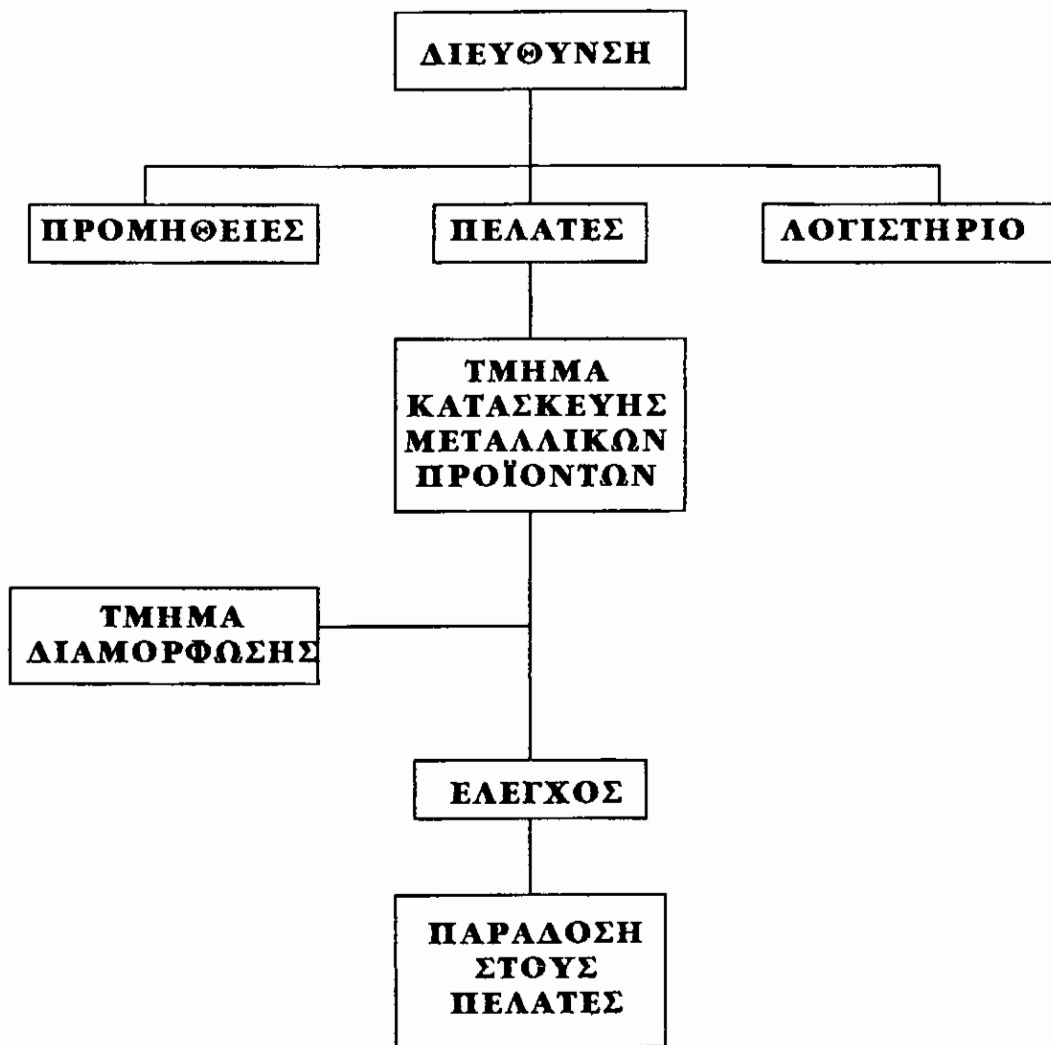 ΔΙΕΥΘΥΝΣΗ
ΠΡΟΜΗΘΕΙΕΣ
ΠΕΛΑΤΕΣ
ΛΟΓΙΣΤΗΡΙΟ
ΤΜΗΜΑ
ΚΑΤΑΣΚΕΥΗΣ
ΜΕΤΑΛΛΙΚΩΝ
ΠΡΟΪΟΝΤΩΝ
ΤΜΗΜΑ
ΔΙΑΜΟΡΦΩΣΗΣ
ΕΛΕΓΧΟΣ
ΠΑΡΑΔΟΣΗ
ΣΤΟΥΣ
ΠΕΛΑΤΕΣ